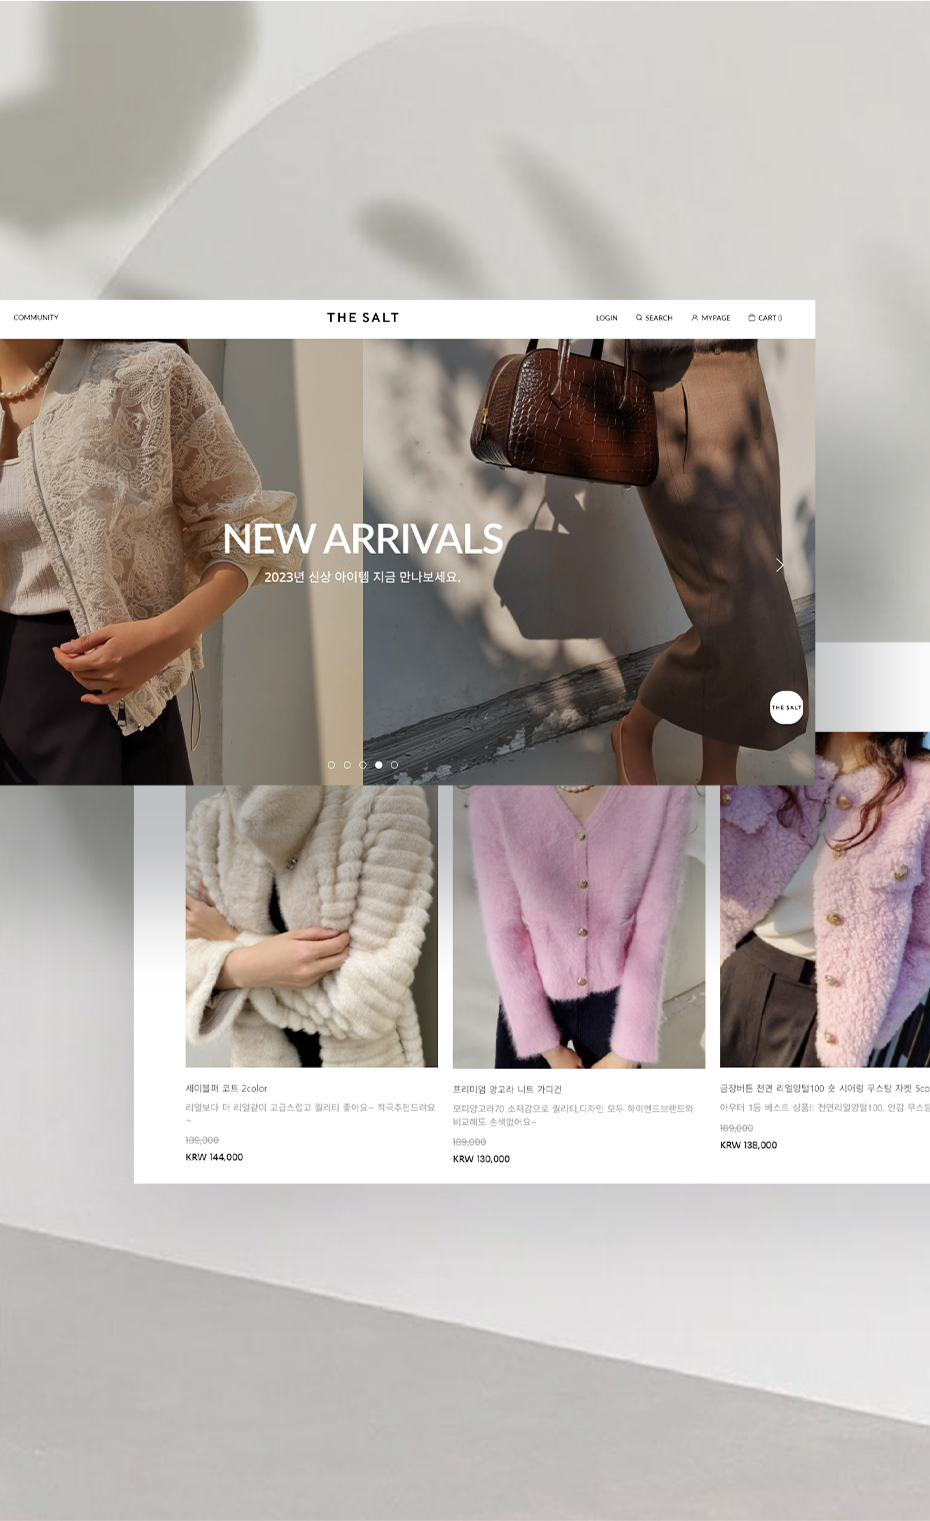 COMMUNITY
THE SALT
LOGIN
SEARCH
MYPAGE
CART ()
NEW ARRIVALS
2023년 신상 아이템 지금 만나보세요.
THE SALT
세이블퍼 코트 2color
리얼보다 더 리얼같이 고급스럽고 퀄리티 좋아요~ 적극추천드려요
~
139,000
KRW 144,000
프리미엄 앙고라 니트 가디건
모피앙고라70 소재감으로 퀄리티,디자인 모두 하이엔드브랜드와
비교해도 손색없어요~
189,000
KRW 130,000
금장버튼 천연 리얼양털100 숏 시어링 무스탕 자켓 5co
아우터 1등 베스트 상품!! 천연리얼양털100, 안감 무스탕
189,000
KRW 138,000